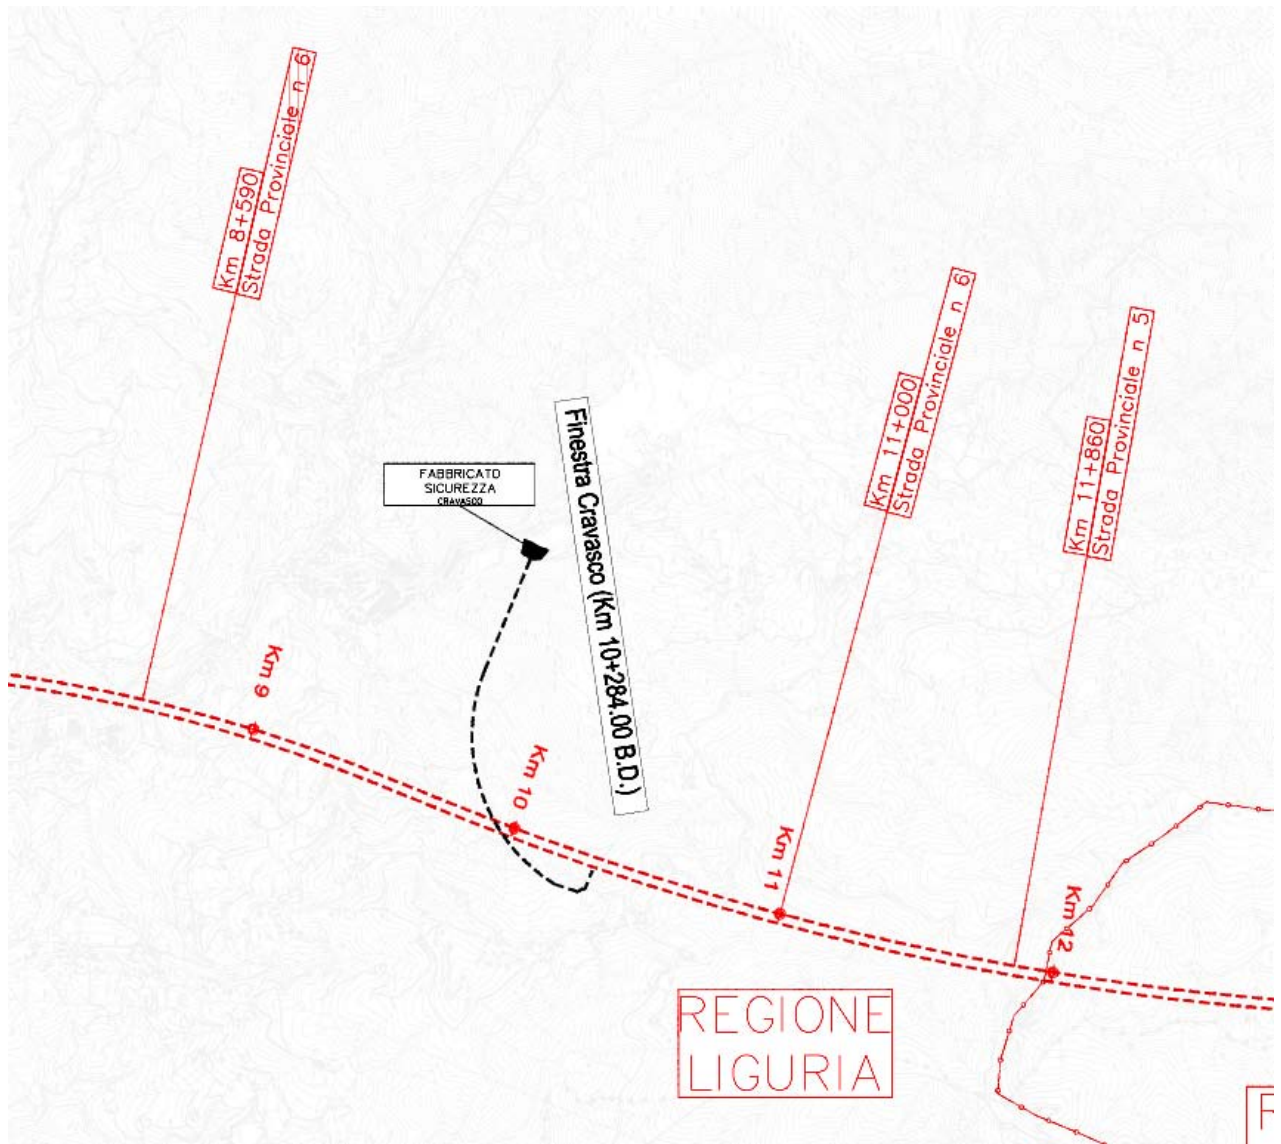 Km 8+590
Strada Provinciale n 6
FABBRICATO
SICUREZZA
CRAVASCO
Finestra Cravasco (Km 10+284.00 B.D.)
Km 11+000
Strada Provinciale n 6
Km 11+860
Strada Provinciale n 5
Km 9
Km 10
Km 11
Km 12
REGIONE
LIGURIA